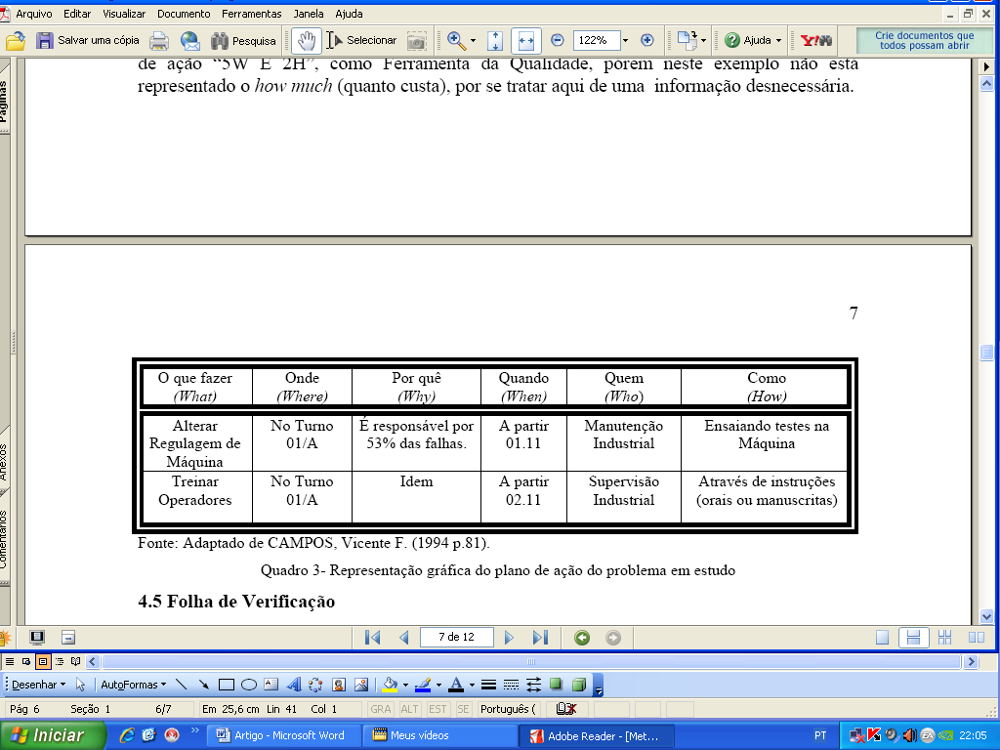 Arquivo Editar Visualizar Documento Ferramentas Janela Ajuda
Salvar uma cópia Pesquisa Selecionar 122% Ajuda Y! Crie documentos que
todos possam abrir
Páginas
Anexos
Comentários
de ação “5W E 2H”, como Ferramenta da Qualidade, porém neste exemplo não está
representado o how much (quanto custa), por se tratar aqui de uma informação desnecessária.
7
O que fazer Onde Por quê Quando Quem Como
(What) (Where) (Why) (When) (Who) (How)
Alterar No Turno É responsável por A partir Manutenção Ensaiando testes na
Regulagem de 01/A 53% das falhas. 01.11 Industrial Máquina
Máquina
Treinar No Turno Idem A partir Supervisão Através de instruções
Operadores 01/A 02.11 Industrial (orais ou manuscritas)
Fonte: Adaptado de CAMPOS, Vicente F. (1994 p.81).
Quadro 3- Representação gráfica do plano de ação do problema em estudo
4.5 Folha de Verificação
7 de 12
Desenhar AutoFormas A
Pág 6 Seção 1 6/7 Em 25,6 cm Lin 41 Col 1 GRA ALT EST SE Português (
Iniciar Artigo - Microsoft Word Meus vídeos Adobe Reader - [Met... PT 22:05